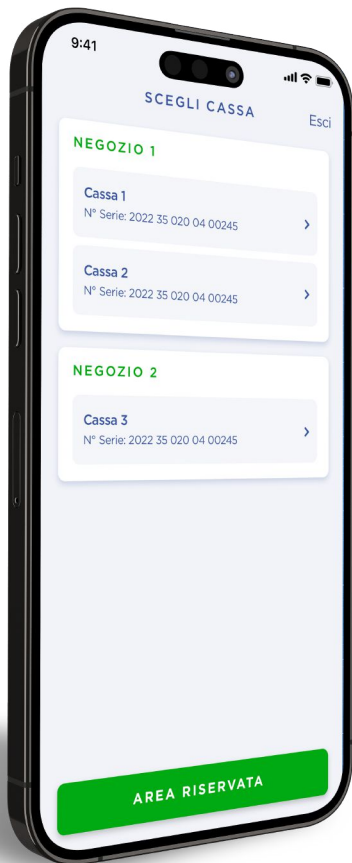 9:41
SCEGLI CASSA
Esci
NEGOZIO 1
Cassa 1
N° Serie: 2022 35 020 04 00245
Cassa 2
N° Serie: 2022 35 020 04 00245
NEGOZIO 2
Cassa 3
N° Serie: 2022 35 020 04 00245
AREA RISERVATA